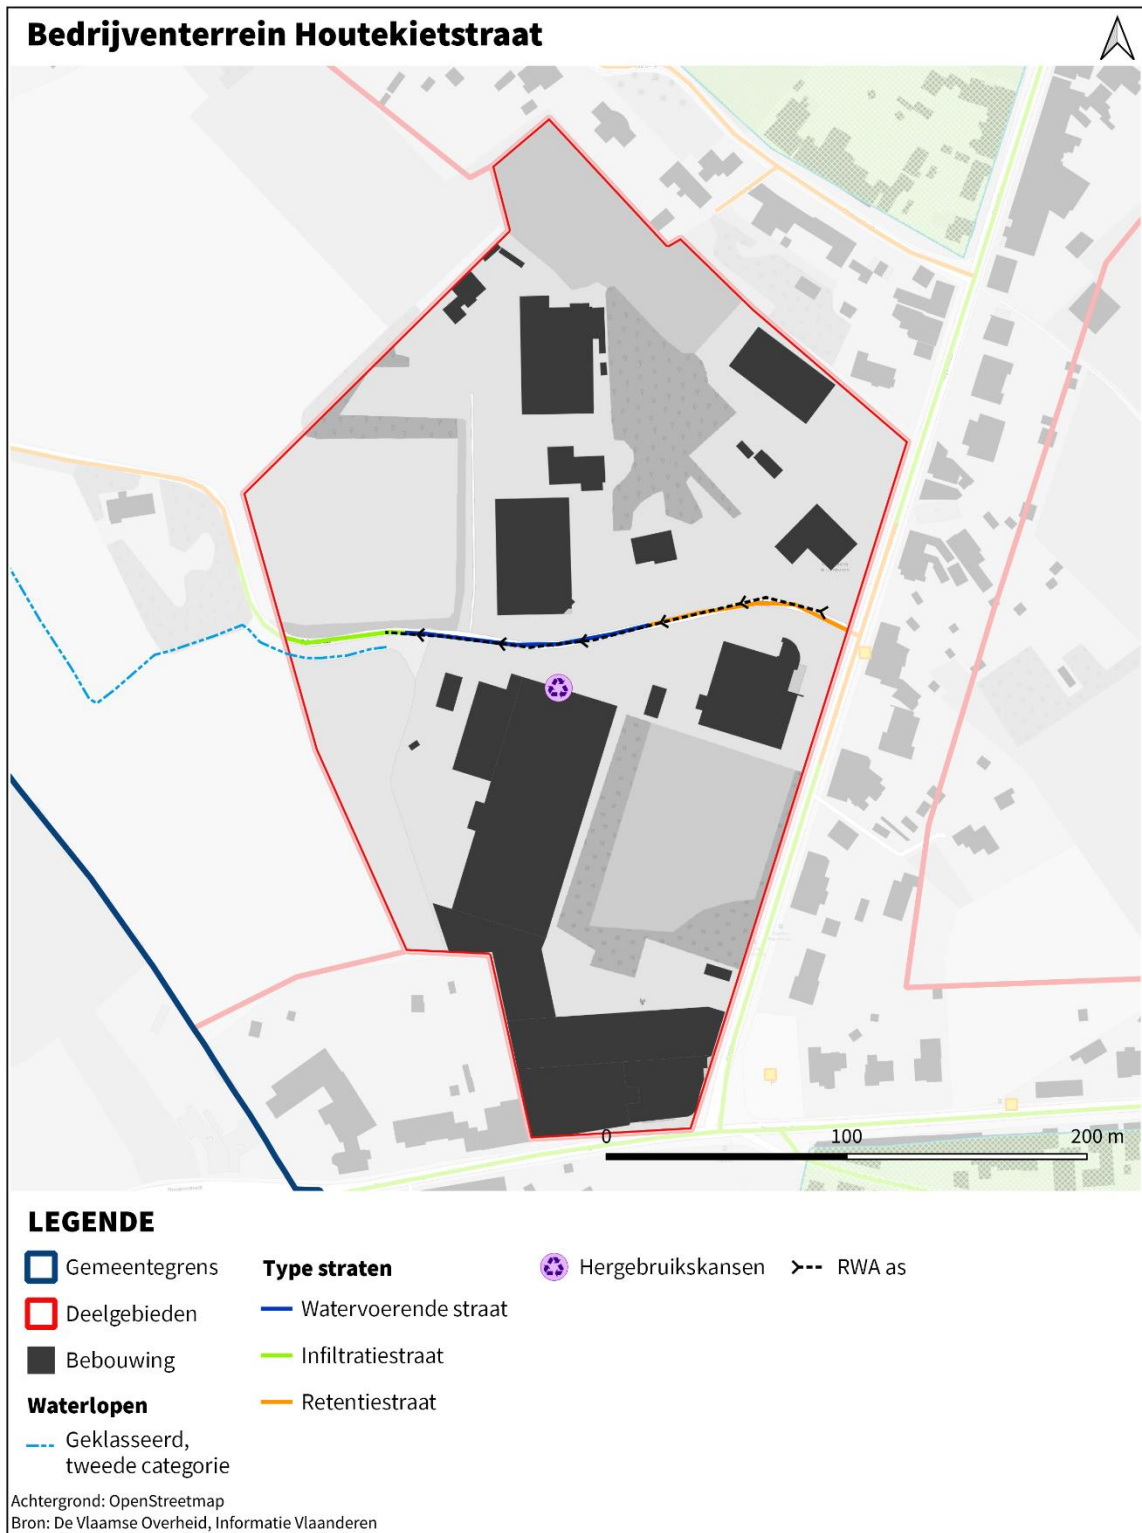 Bedrijventerrein Houtekietstraat
0 100 200 m
LEGENDE
Gemeentegrens
Deelgebieden
Bebouwing
Waterlopen
Geklasseerd,
tweede categorie
Type straten
Watervoerende straat
Infiltratiestraat
Retentiestraat
Hergebruikskansen
RWA as
Achtergrond: OpenStreetmap
Bron: De Vlaamse Overheid, Informatie Vlaanderen